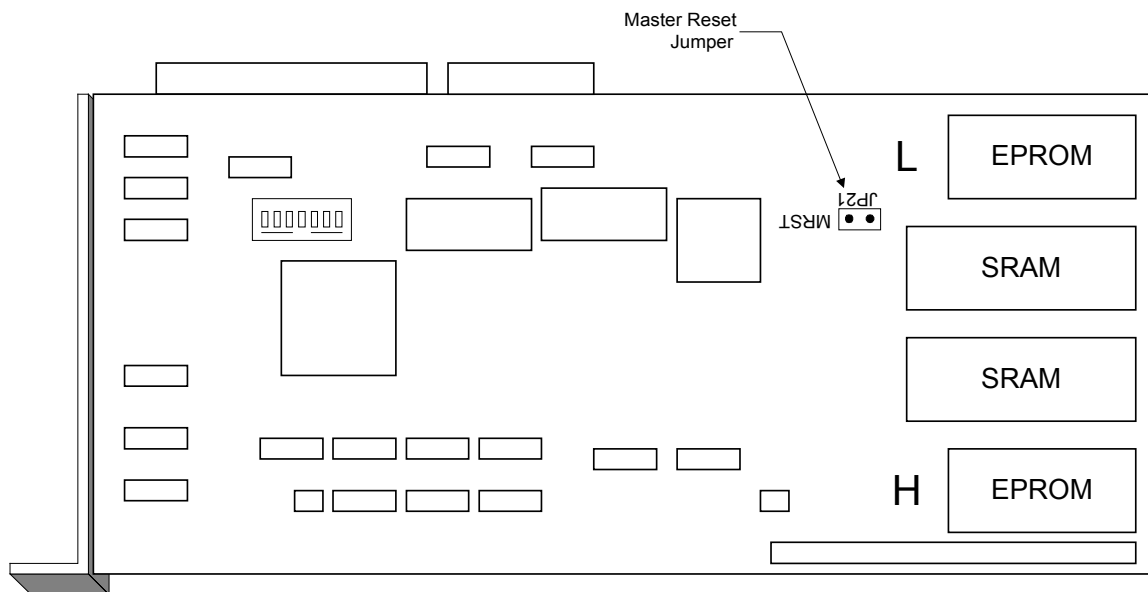 Master Reset
Jumper
L
EPROM
JP21
MRST
SRAM
SRAM
H
EPROM